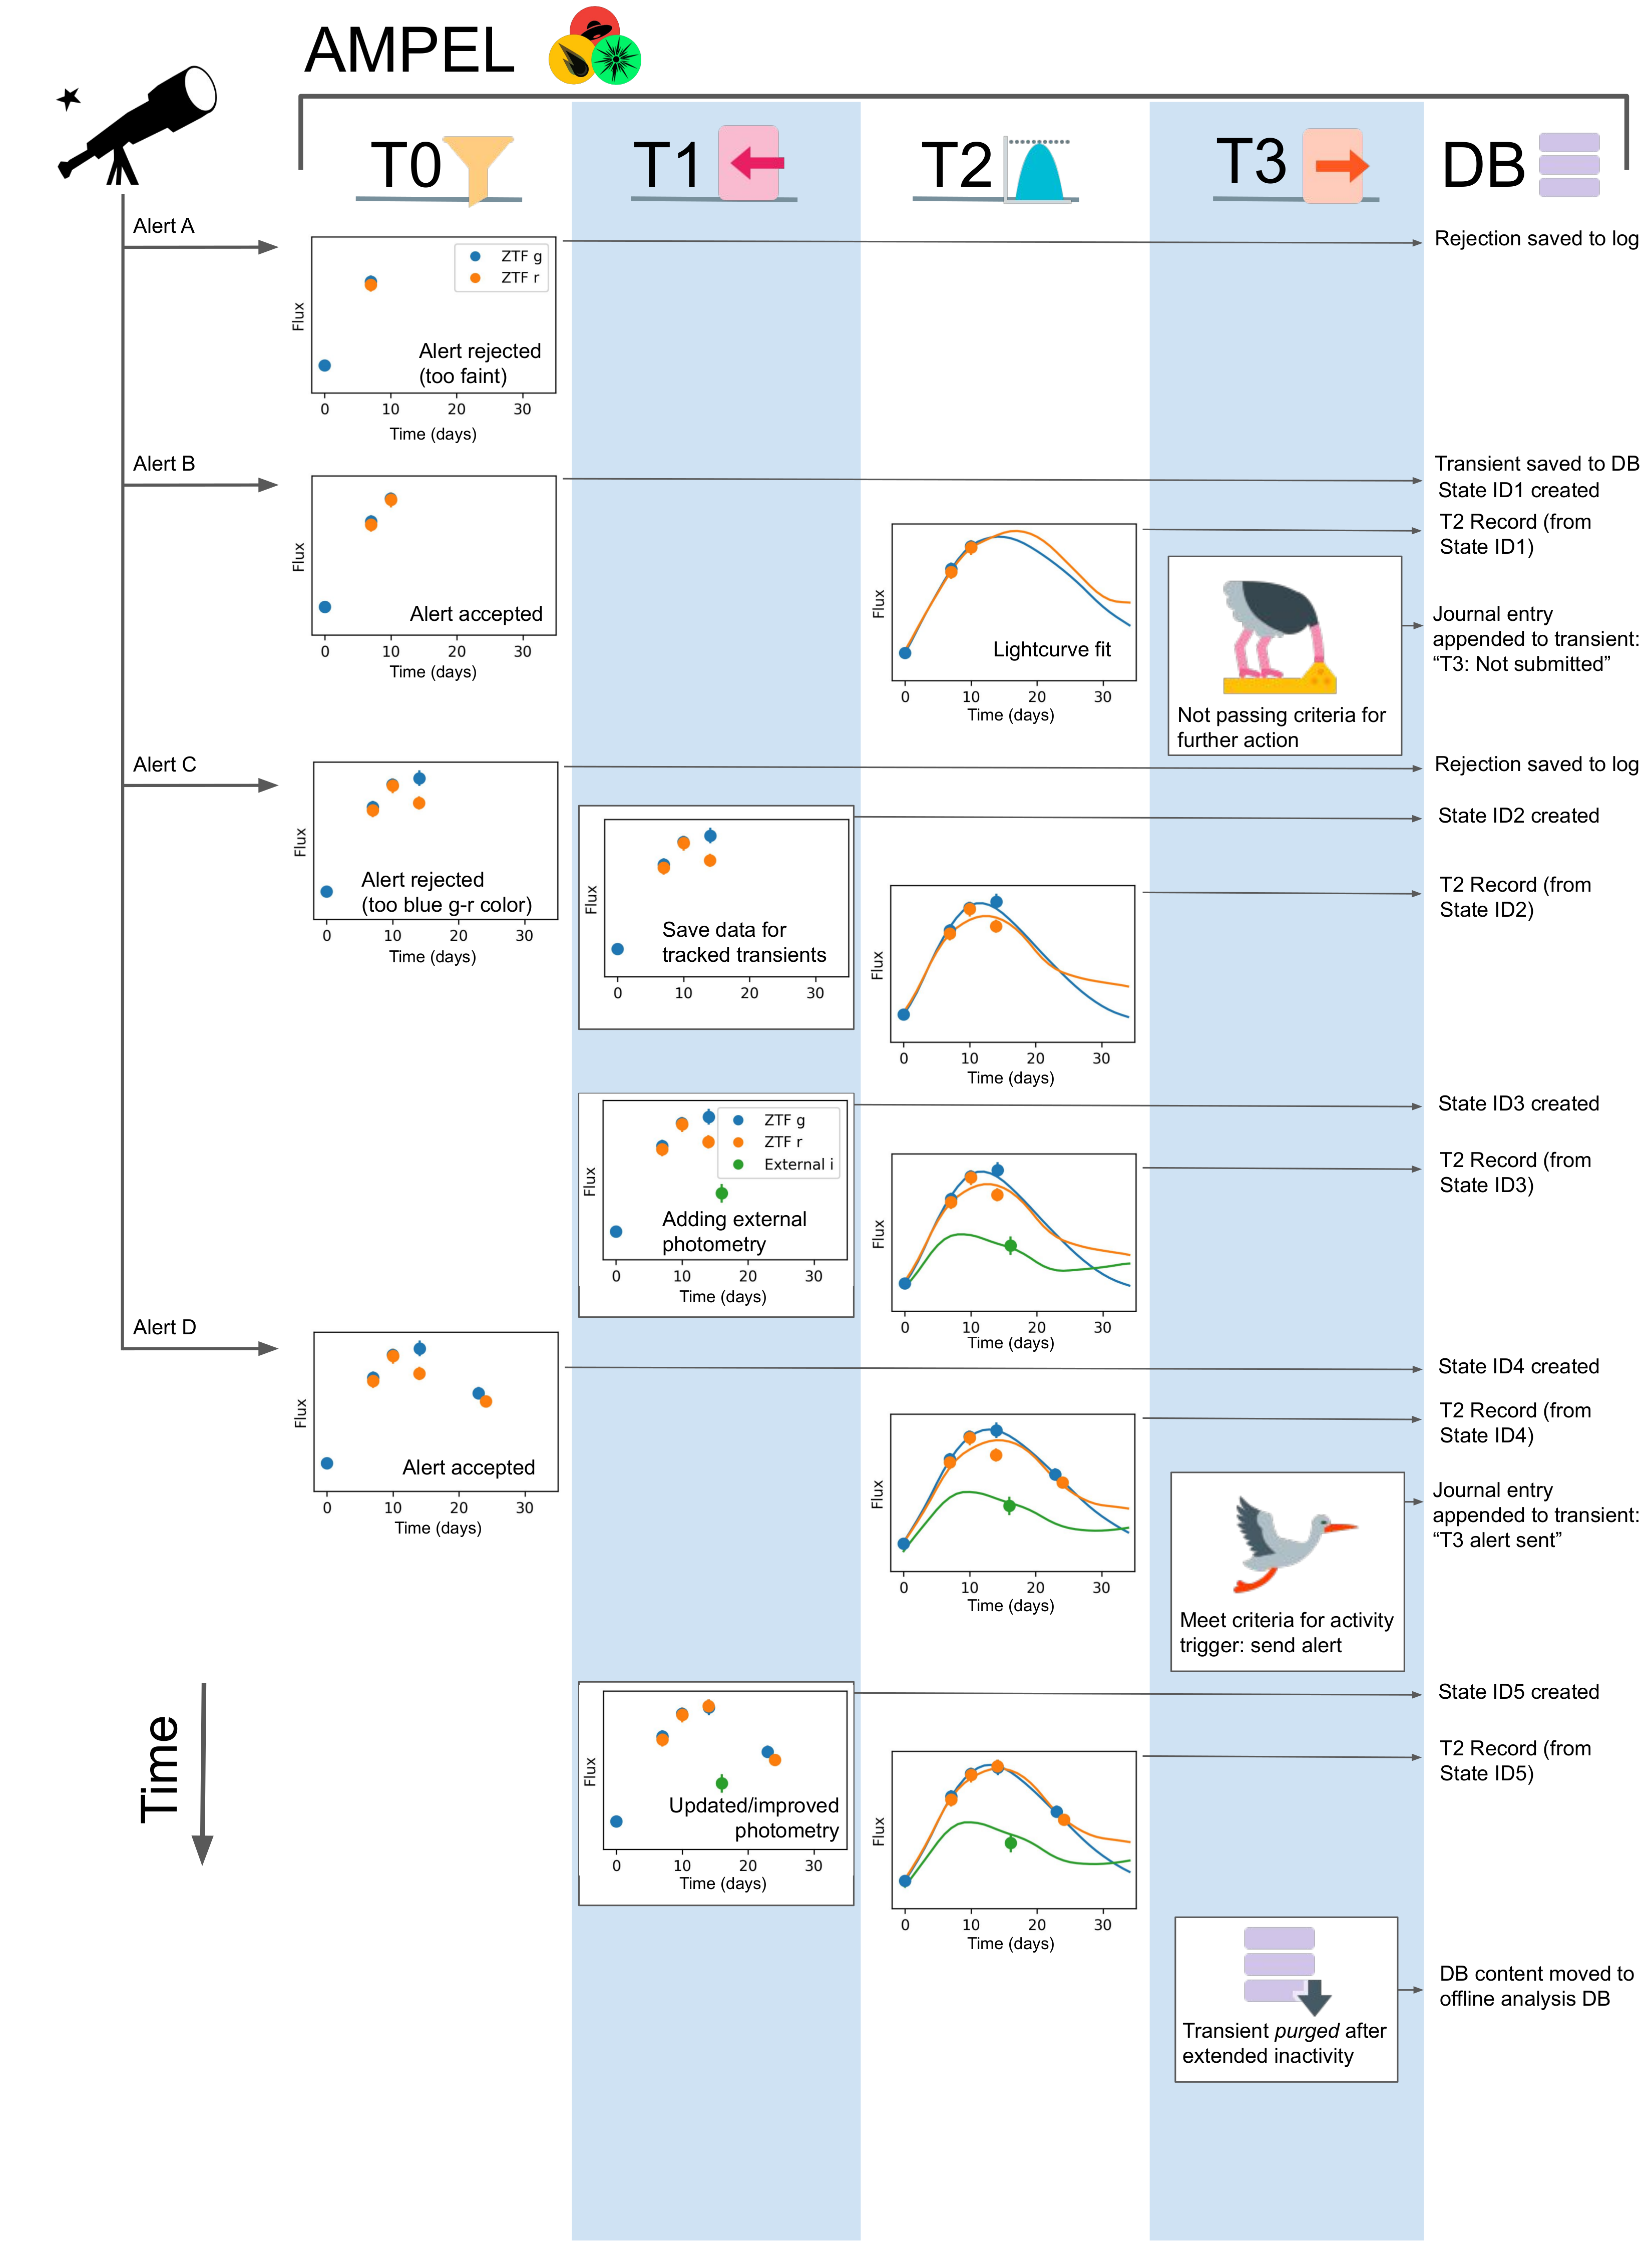 AMPEL
T0
T1
T2
T3
DB
Alert A
Flux
ZTF g
ZTF r
Alert rejected
(too faint)
0 10 20 30
Time (days)
Rejection saved to log
Alert B
Flux
Alert accepted
0 10 20 30
Time (days)
Transient saved to DB
State ID1 created
Flux
Lightcurve fit
0 10 20 30
Time (days)
T2 Record (from
State ID1)
Not passing criteria for
further action
Journal entry
appended to transient:
“T3: Not submitted”
Alert C
Flux
Alert rejected
(too blue g-r color)
0 10 20 30
Time (days)
Rejection saved to log
Flux
Save data for
tracked transients
0 10 20 30
State ID2 created
Flux
0 10 20 30
Time (days)
T2 Record (from
State ID2)
Flux
ZTF g
ZTF r
External i
Adding external
photometry
0 10 20 30
Time (days)
State ID3 created
Flux
0 10 20 30
Time (days)
T2 Record (from
State ID3)
Alert D
Flux
Alert accepted
0 10 20 30
Time (days)
State ID4 created
Flux
0 10 20 30
Time (days)
T2 Record (from
State ID4)
Meet criteria for activity
trigger: send alert
Journal entry
appended to transient:
“T3 alert sent”
Time
Flux
Updated/improved
photometry
0 10 20 30
Time (days)
State ID5 created
Flux
0 10 20 30
Time (days)
T2 Record (from
State ID5)
Transient purged after
extended inactivity
DB content moved to
offline analysis DB